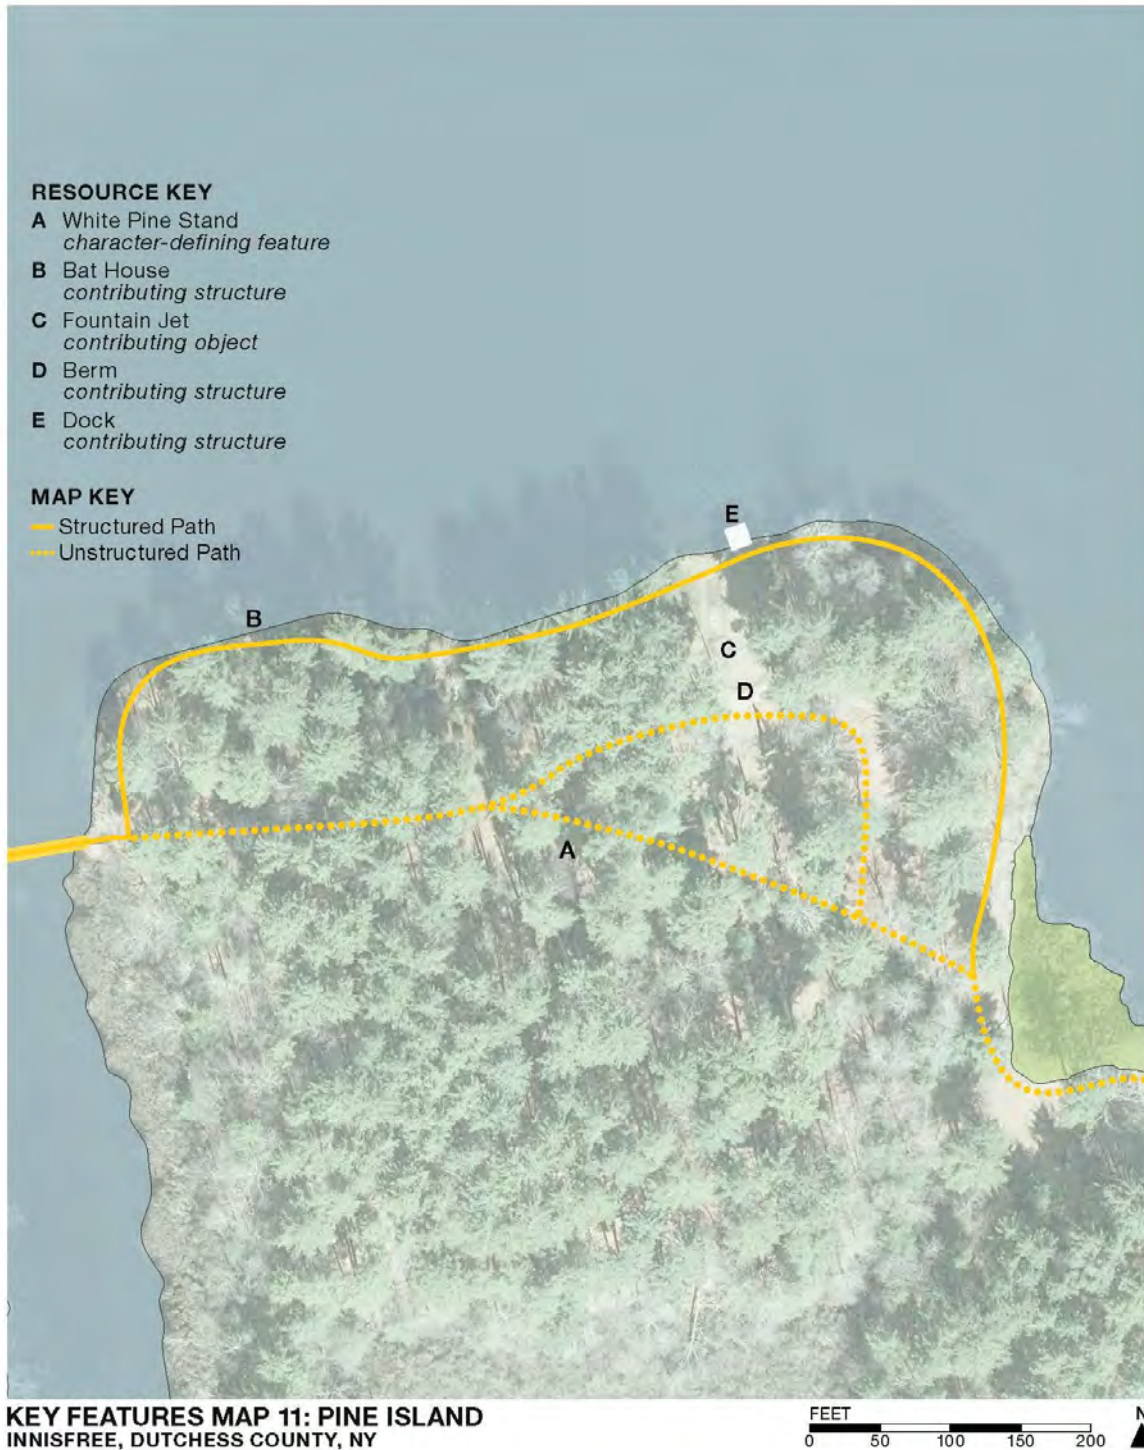 RESOURCE KEY
A White Pine Stand
character-defining feature
B Bat House
contributing structure
C Fountain Jet
contributing object
D Berm
contributing structure
E Dock
contributing structure
MAP KEY
Structured Path
Unstructured Path
E
B
C
D
A
KEY FEATURES MAP 11: PINE ISLAND
INNISFREE, DUTCHESS COUNTY, NY
FEET
0 50 100 150 200
N